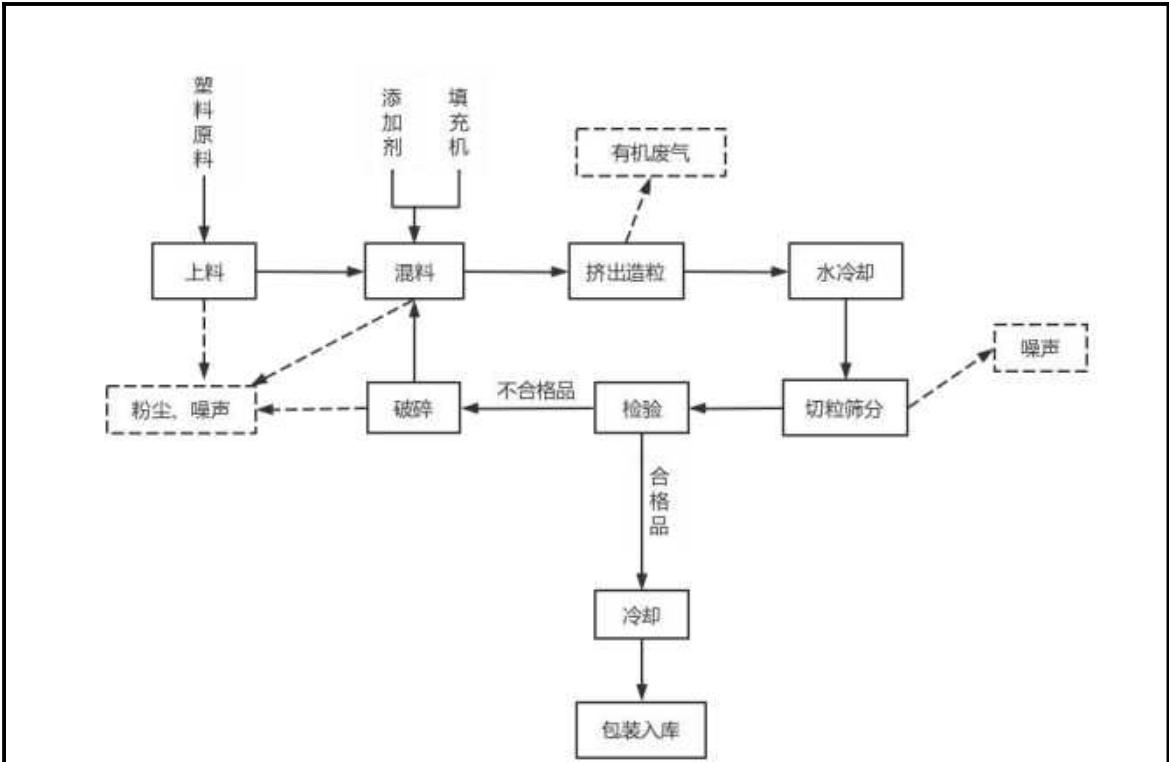 塑料原料
添加剂
填充机
有机废气
上料
混料
挤出造粒
水冷却
噪声
粉尘、噪声
破碎
不合格品
检验
切粒筛分
合格品
冷却
包装入库